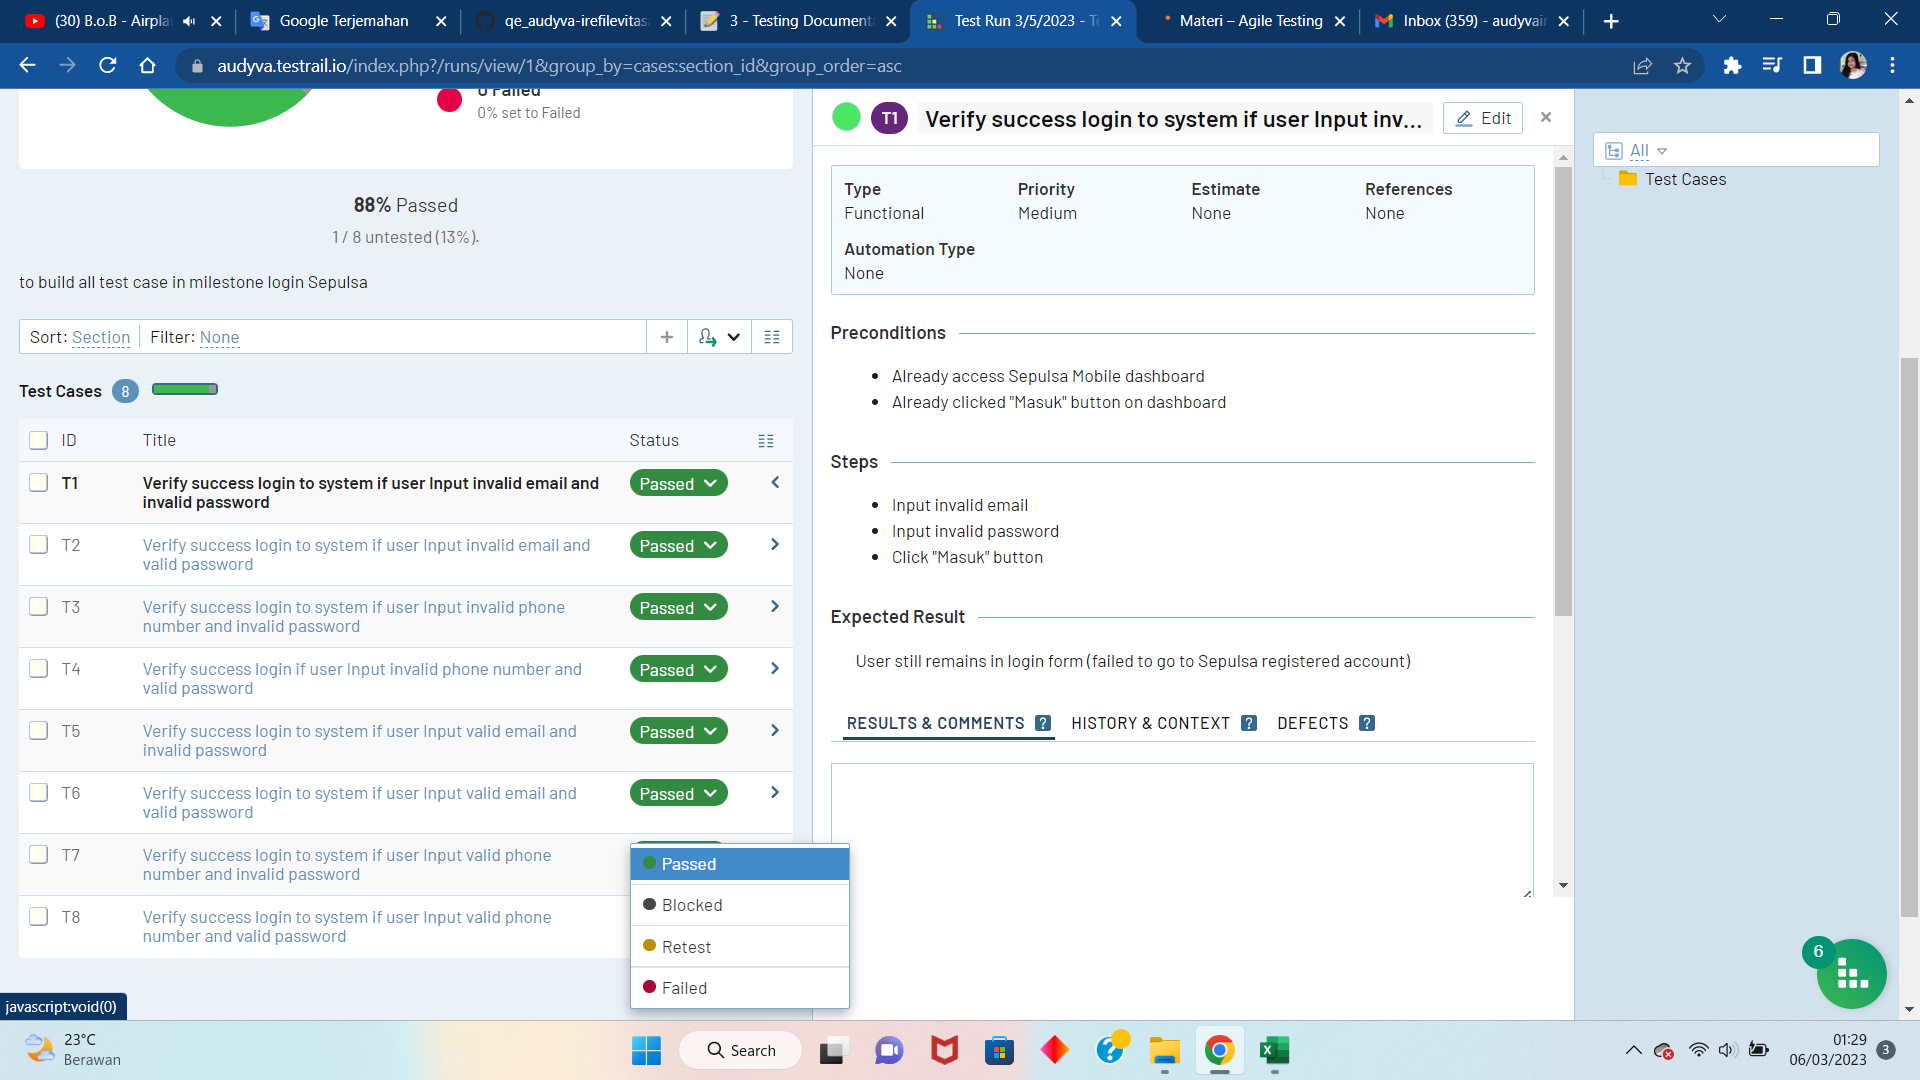 (30) B.o.B - Airpla
Google Terjemahan
qe_audyva-irefilevitas
3 - Testing Document
Test Run 3/5/2023 - Te
Materi – Agile Testing
Inbox (359) - audyvair
audyva.testrail.io/index.php?/runs/view/1&group_by=cases:section_id&group_order=asc
0 Failed
0% set to Failed
88% Passed
1 / 8 untested (13%).
to build all test case in milestone login Sepulsa
Sort: Section
Filter: None
Test Cases 8
ID Title Status
T1 Verify success login to system if user Input invalid email and invalid password Passed
T2 Verify success login to system if user Input invalid email and valid password Passed
T3 Verify success login to system if user Input invalid phone number and invalid password Passed
T4 Verify success login if user Input invalid phone number and valid password Passed
T5 Verify success login to system if user Input valid email and invalid password Passed
T6 Verify success login to system if user Input valid email and valid password Passed
T7 Verify success login to system if user Input valid phone number and invalid password
T8 Verify success login to system if user Input valid phone number and valid password
Passed
Blocked
Retest
Failed
T1 Verify success login to system if user Input inv... Edit
Type
Functional
Priority
Medium
Estimate
None
References
None
Automation Type
None
Preconditions
Already access Sepulsa Mobile dashboard
Already clicked "Masuk" button on dashboard
Steps
Input invalid email
Input invalid password
Click "Masuk" button
Expected Result
User still remains in login form (failed to go to Sepulsa registered account)
RESULTS & COMMENTS ? HISTORY & CONTEXT ? DEFECTS ?
All
Test Cases
6
javascript:void(0)
23°C
Berawan
Search
01:29
06/03/2023
3